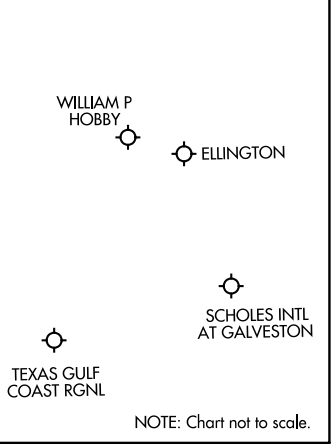 WILLIAM P
HOBBY
ELLINGTON
SCHOLES INTL
AT GALVESTON
TEXAS GULF
COAST RGNL
NOTE: Chart not to scale.